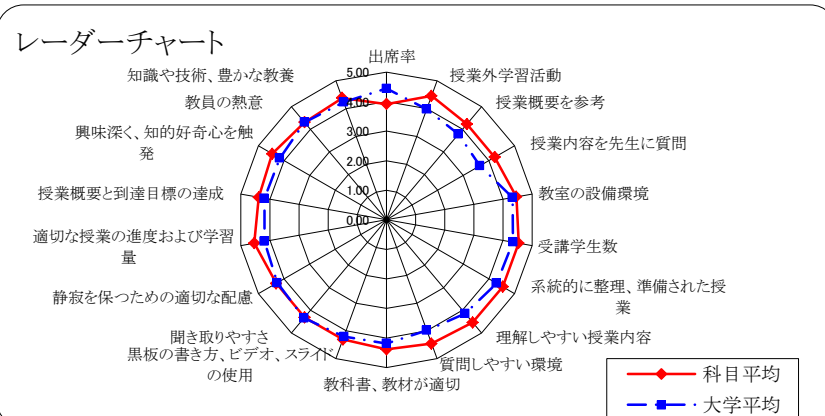 レーダーチャート
出席率
授業外学習活動
授業概要を参考
授業内容を先生に質問
教室の設備環境
受講学生数
系統的に整理、準備された授
業
理解しやすい授業内容
質問しやすい環境
教科書、教材が適切
黒板の書き方、ビデオ、スライド
の使用
聞き取りやすさ
静寂を保つための適切な配慮
適切な授業の進度および学習
量
授業概要と到達目標の達成
興味深く、知的好奇心を触
発
教員の熱意
知識や技術、豊かな教養
5.00
4.00
3.00
2.00
1.00
0.00
科目平均
大学平均